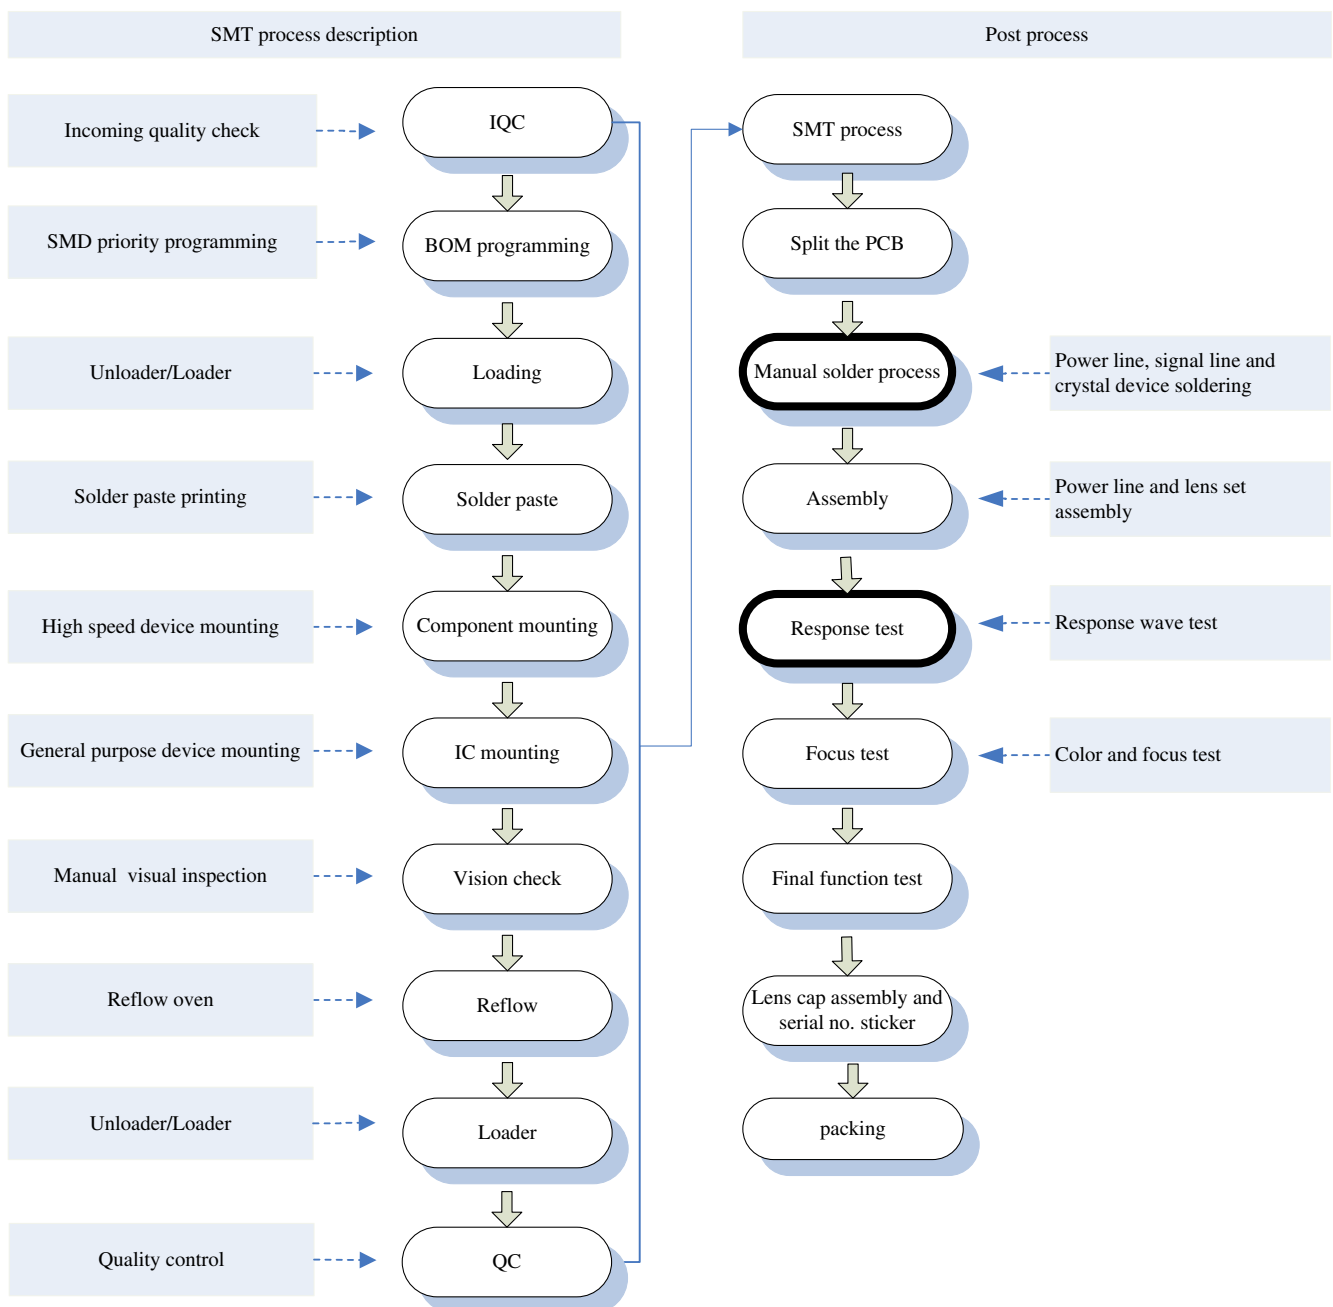 SMT process description
Incoming quality check
IQC
SMD priority programming
BOM programming
Unloader/Loader
Loading
Solder paste printing
Solder paste
High speed device mounting
Component mounting
General purpose device mounting
IC mounting
Manual visual inspection
Vision check
Reflow oven
Reflow
Unloader/Loader
Loader
Quality control
QC
Post process
SMT process
Split the PCB
Manual solder process
Power line, signal line and
crystal device soldering
Assembly
Power line and lens set
assembly
Response test
Response wave test
Focus test
Color and focus test
Final function test
Lens cap assembly and
serial no. sticker
packing